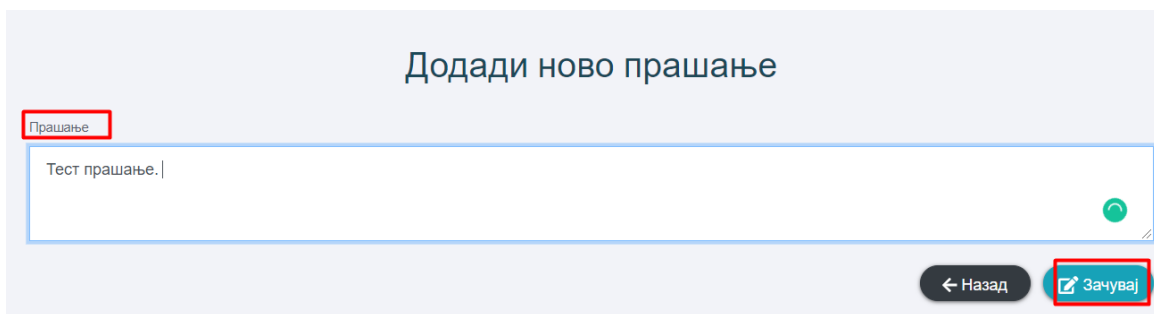 Додади ново прашање
Прашање
Тест прашање.
Назад
Зачувај